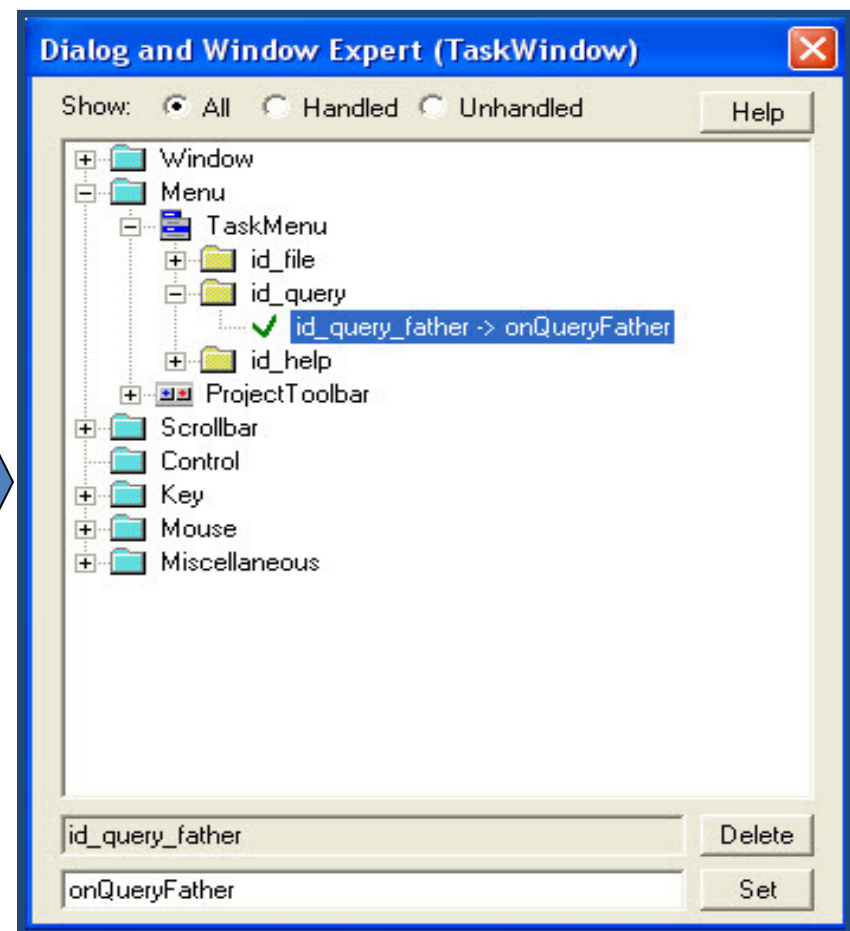 Dialog and Window Expert (TaskWindow)
Show: All Handled Unhandled Help
Window
Menu
TaskMenu
id_file
id_query
id_query_father -> onQueryFather
id_help
ProjectToolbar
Scrollbar
Control
Key
Mouse
Miscellaneous
id_query_father Delete
onQueryFather Set